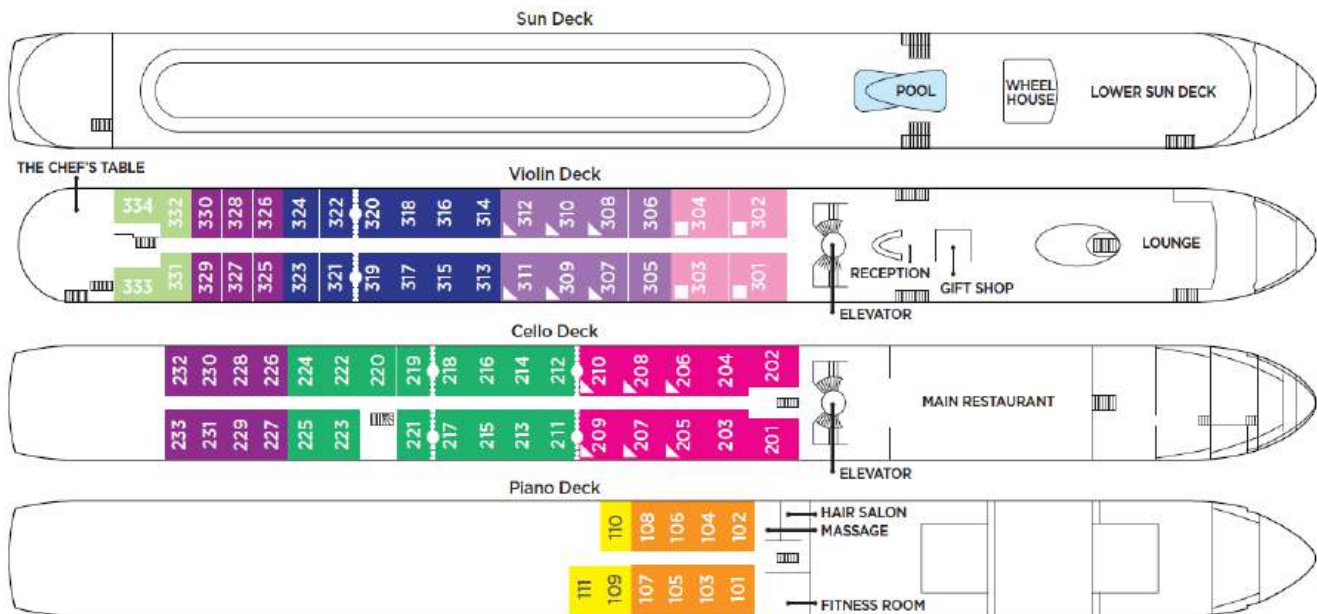 Sun Deck
POOL
WHEEL
HOUSE
LOWER SUN DECK
THE CHEF'S TABLE
Violin Deck
334 332 330 328 326 324 322 320 318 316 314 312 310 308 306 304 302
333 331 329 327 325 323 321 319 317 315 313 311 309 307 305 303 301
RECEPTION
GIFT SHOP
LOUNGE
ELEVATOR
Cello Deck
232 230 228 226 224 222 220 219 218 216 214 212 210 208 206 204 202
233 231 229 227 225 223 221 217 215 213 211 209 207 205 203 201
MAIN RESTAURANT
ELEVATOR
Piano Deck
110 108 106 104 102
111 109 107 105 103 101
HAIR SALON
MASSAGE
FITNESS ROOM